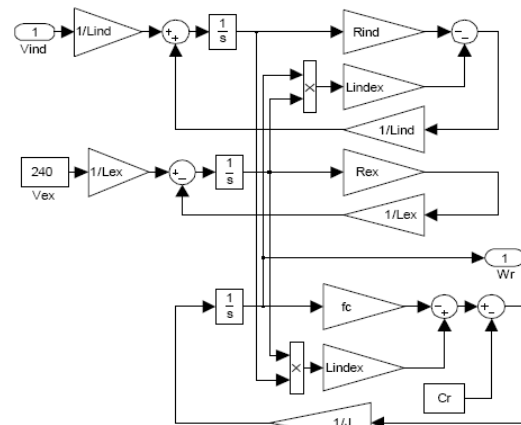 1
Vind
1/Lind
1
s
Rind
×
Lindex
1/Lind
240
Vex
1/Lex
1
s
Rex
1/Lex
1
Wr
1
s
fc
×
Lindex
Cr